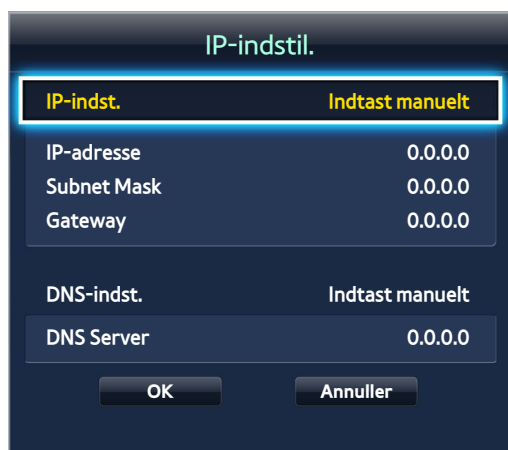 IP-indstil.
IP-indst. Indtast manuelt
IP-adresse 0.0.0.0
Subnet Mask 0.0.0.0
Gateway 0.0.0.0
DNS-indst. Indtast manuelt
DNS Server 0.0.0.0
OK Annuller